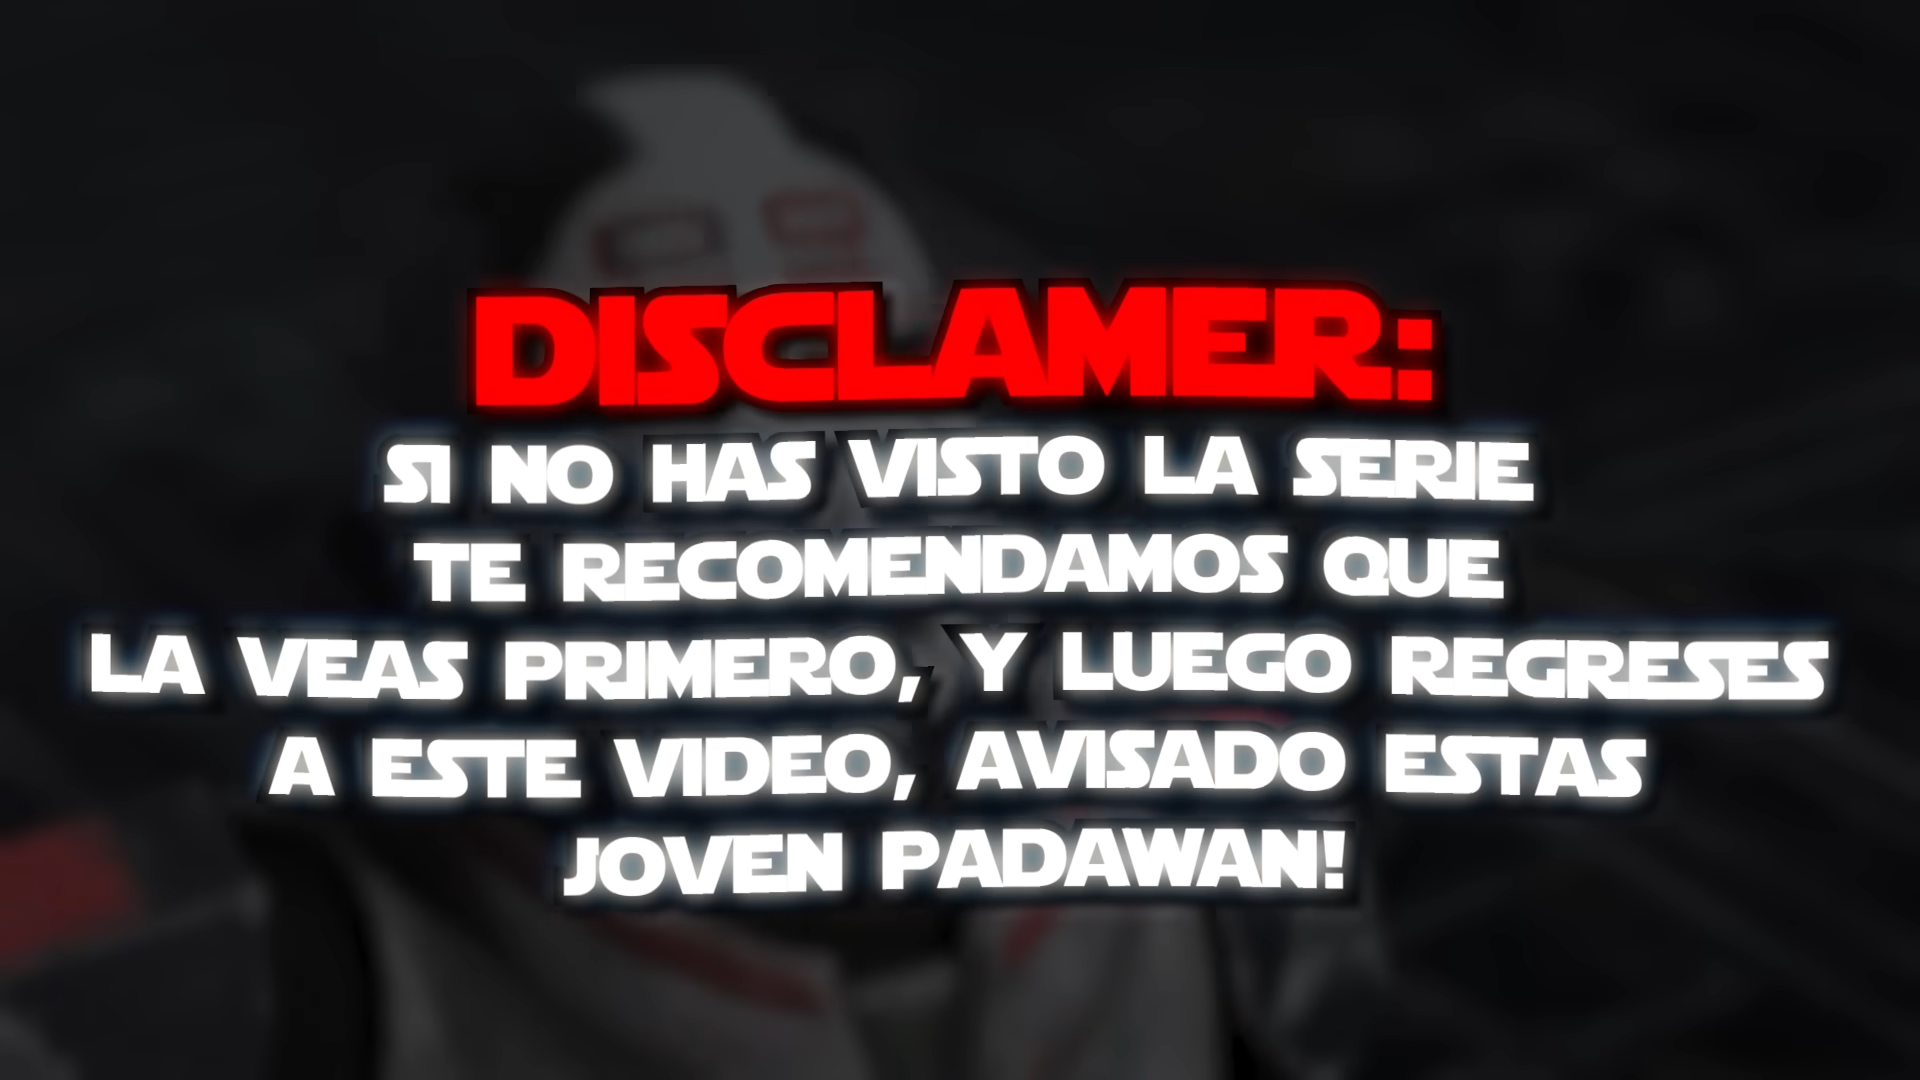 DISCLAMER:
SI NO HAS VISTO LA SERIE
TE RECOMENDAMOS QUE
LA VEAS PRIMERO, Y LUEGO REGRESES
A ESTE VIDEO, AVISADO ESTAS
JOVEN PADAWAN!